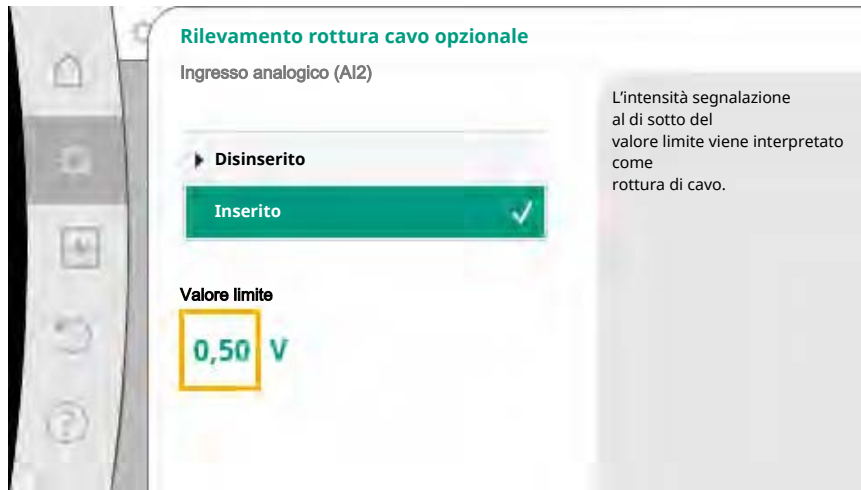 Rilevamento rottura cavo opzionale
Ingresso analogico (AI2)
Disinserito
Inserito
Valore limite
0,50 V
L'intensità segnalazione
al di sotto del
valore limite viene interpretato
come
rottura di cavo.